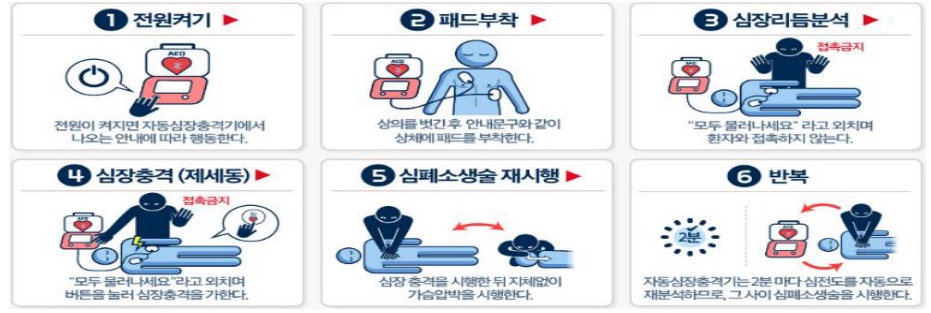 1 전원켜기 ▶
AED
전원이 켜지면 자동심장충격기에서
나오는 안내에 따라 행동한다.
2 패드부착 ▶
AED
상의를 벗긴 후 안내문구와 같이
상체에 패드를 부착한다.
3 심장리듬분석 ▶
접촉금지
AED
"모두 물러나세요" 라고 외치며
환자와 접촉하지 않는다.
4 심장충격 (제세동) ▶
접촉금지
"모두 물러나세요"라고 외치며
버튼을 눌러 심장충격을 가한다.
5 심폐소생술 재시행 ▶
심장 충격을 시행한 뒤 지체없이
가슴압박을 시행한다.
6 반복
2분
자동심장충격기는 2분 마다 심전도를 자동으로
재분석하므로, 그 사이 심폐소생술을 시행한다.